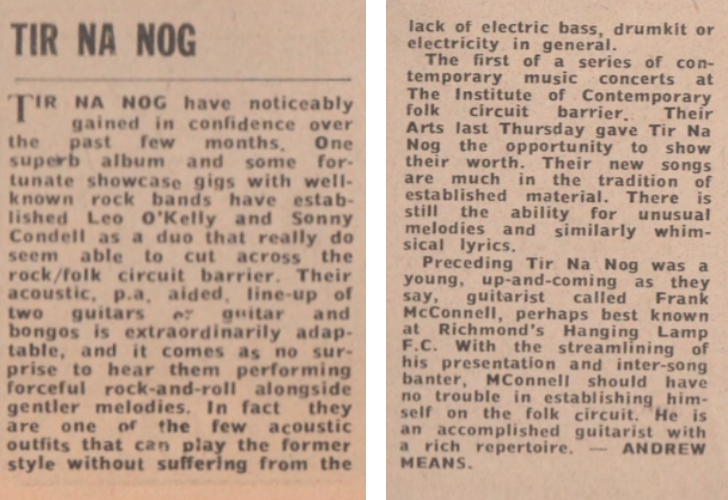 TIR NA NOG
TIR NA NOG have noticeably
gained in confidence over
the past few months. One
superb album and some for-
tunate showcase gigs with well-
known rock bands have estab-
lished Leo O'Kelly and Sonny
Condell as a duo that really do
seem able to cut across the
rock/folk circuit barrier. Their
acoustic, p.a. aided, line-up of
two guitars or guitar and
bongos is extraordinarily adap-
table, and it comes as no sur-
prise to hear them performing
forceful rock-and-roll alongside
gentler melodies. In fact they
are one of the few acoustic
outfits that can play the former
style without suffering from the
lack of electric bass, drumkit or
electricity in general.
The first of a series of con-
temporary music concerts at
The Institute of Contemporary
folk circuit barrier. Their
Arts last Thursday gave Tir Na
Nog the opportunity to show
their worth. Their new songs
are much in the tradition of
established material. There is
still the ability for unusual
melodies and similarly whim-
sical lyrics.
Preceding Tir Na Nog was a
young, up-and-coming as they
say, guitarist called Frank
McConnell, perhaps best known
at Richmond's Hanging Lamp
F.C. With the streamlining of
his presentation and inter-song
banter, MConnell should have
no trouble in establishing him-
self on the folk circuit. He is
an accomplished guitarist with
a rich repertoire. — ANDREW
MEANS.